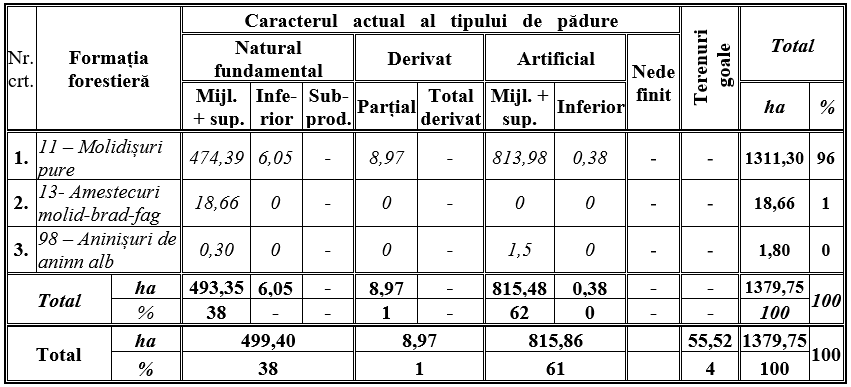 Nr. crt. | Formația forestieră | Caracterul actual al tipului de pădure | Terenuri goale | Total
Natural fundamental | Derivat | Artificial | Nede finit
Mijl. + sup. | Infe-rior | Sub-prod. | Parțial | Total derivat | Mijl. + sup. | Inferior | ha | %
1. | 11 – Molidișuri pure | 474,39 | 6,05 | - | 8,97 | - | 813,98 | 0,38 | - | - | 1311,30 | 96
2. | 13- Amestecuri molid-brad-fag | 18,66 | 0 | - | 0 | - | 0 | 0 | - | - | 18,66 | 1
3. | 98 – Aninișuri de aninn alb | 0,30 | 0 | - | 0 | - | 1,5 | 0 | - | - | 1,80 | 0
Total | ha | 493,35 | 6,05 | - | 8,97 | - | 815,48 | 0,38 | - | - | 1379,75 | 100
% | 38 | - | - | 1 | - | 62 | 0 | - | - | 100
Total | ha | 499,40 | 8,97 | 815,86 | 55,52 | 1379,75 | 100
% | 38 | 1 | 61 | 4 | 100